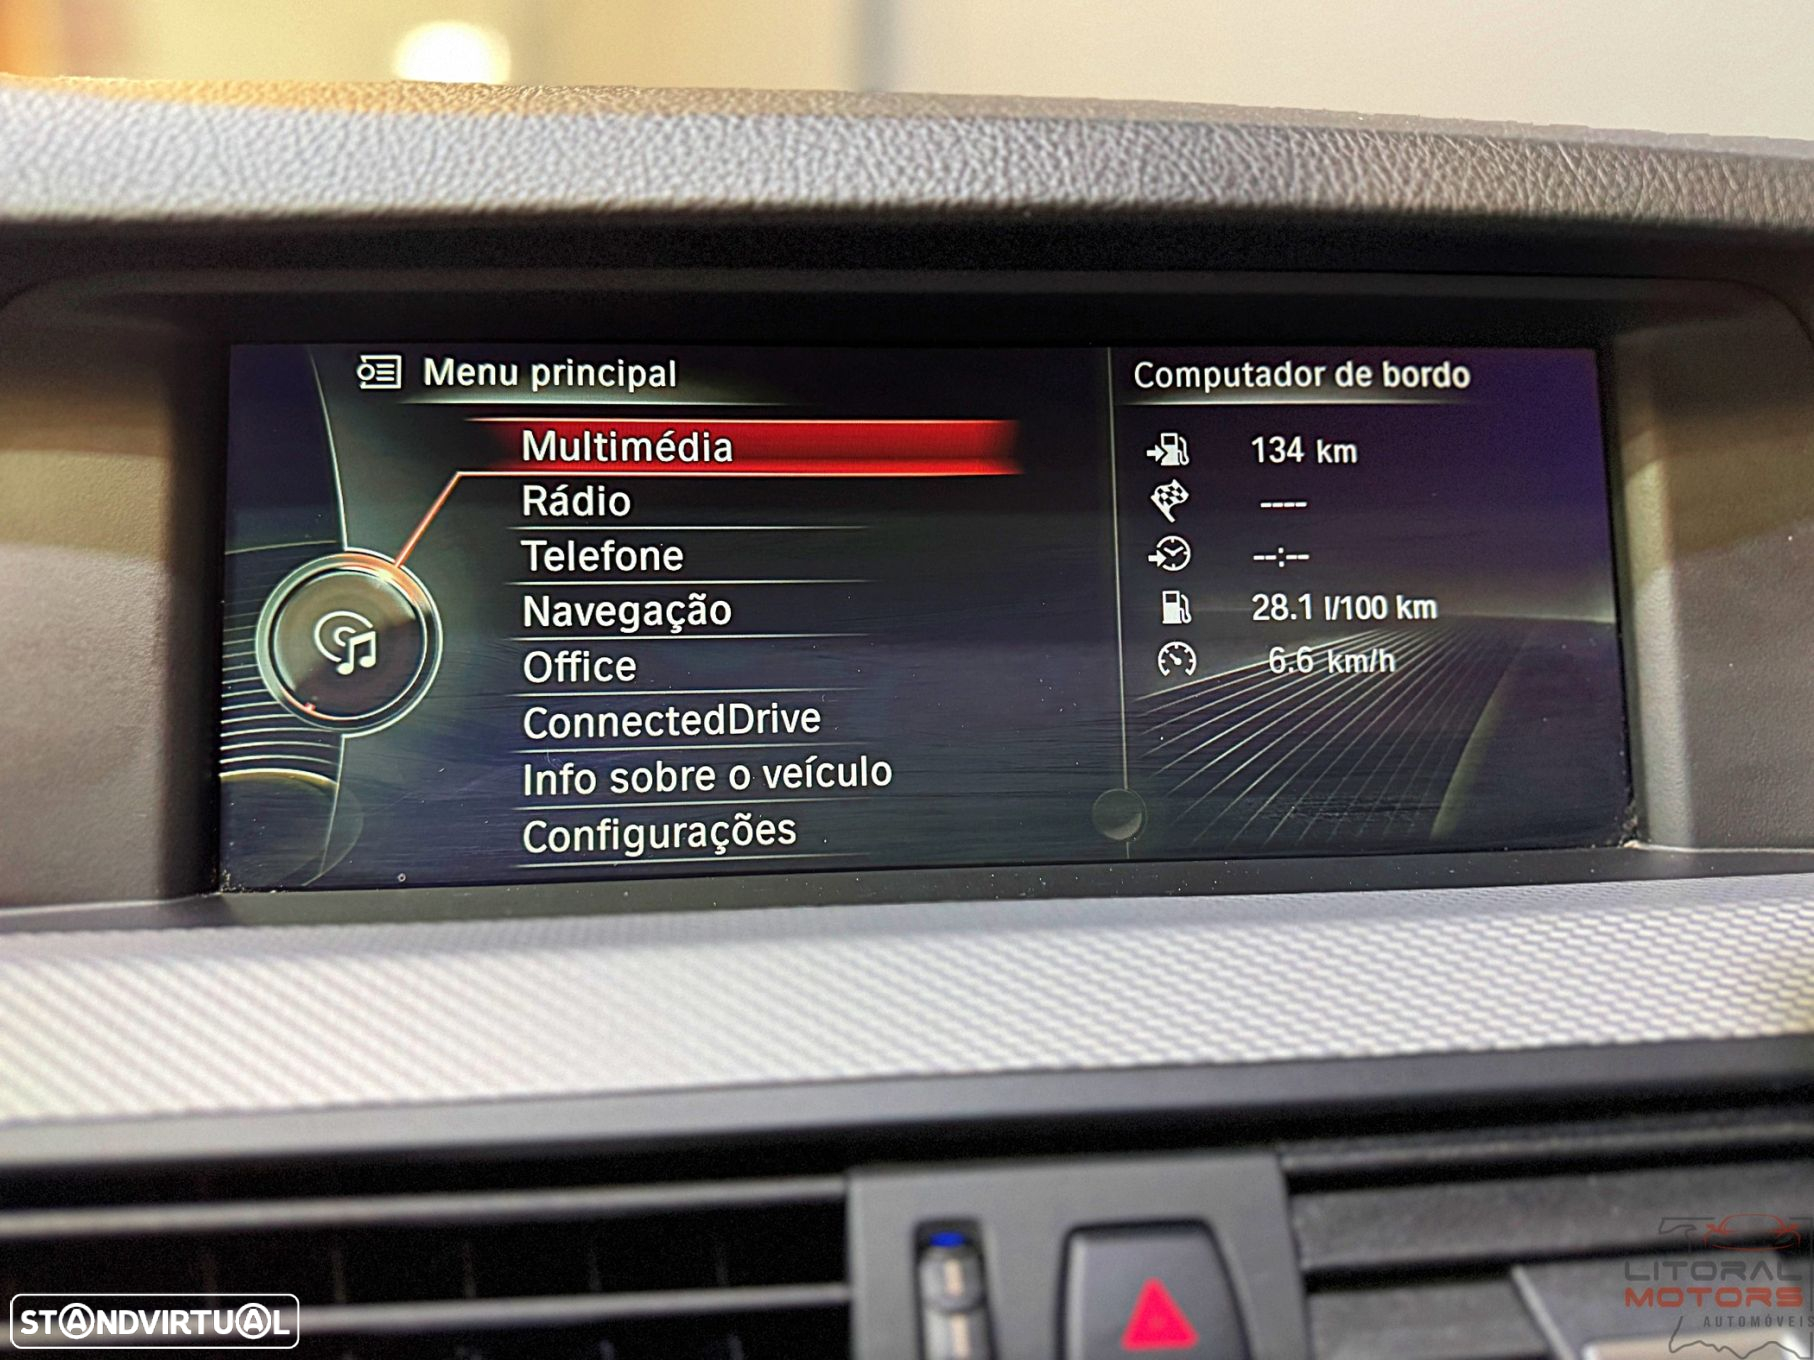 Menu principal
Multimédia
Rádio
Telefone
Navegação
Office
ConnectedDrive
Info sobre o veículo
Configurações
Computador de bordo
134 km
----
--:--
28.1 l/100 km
6.6 km/h
STANDVIRTUAL
LITORAL
MOTORS
AUTOMÓVEIS